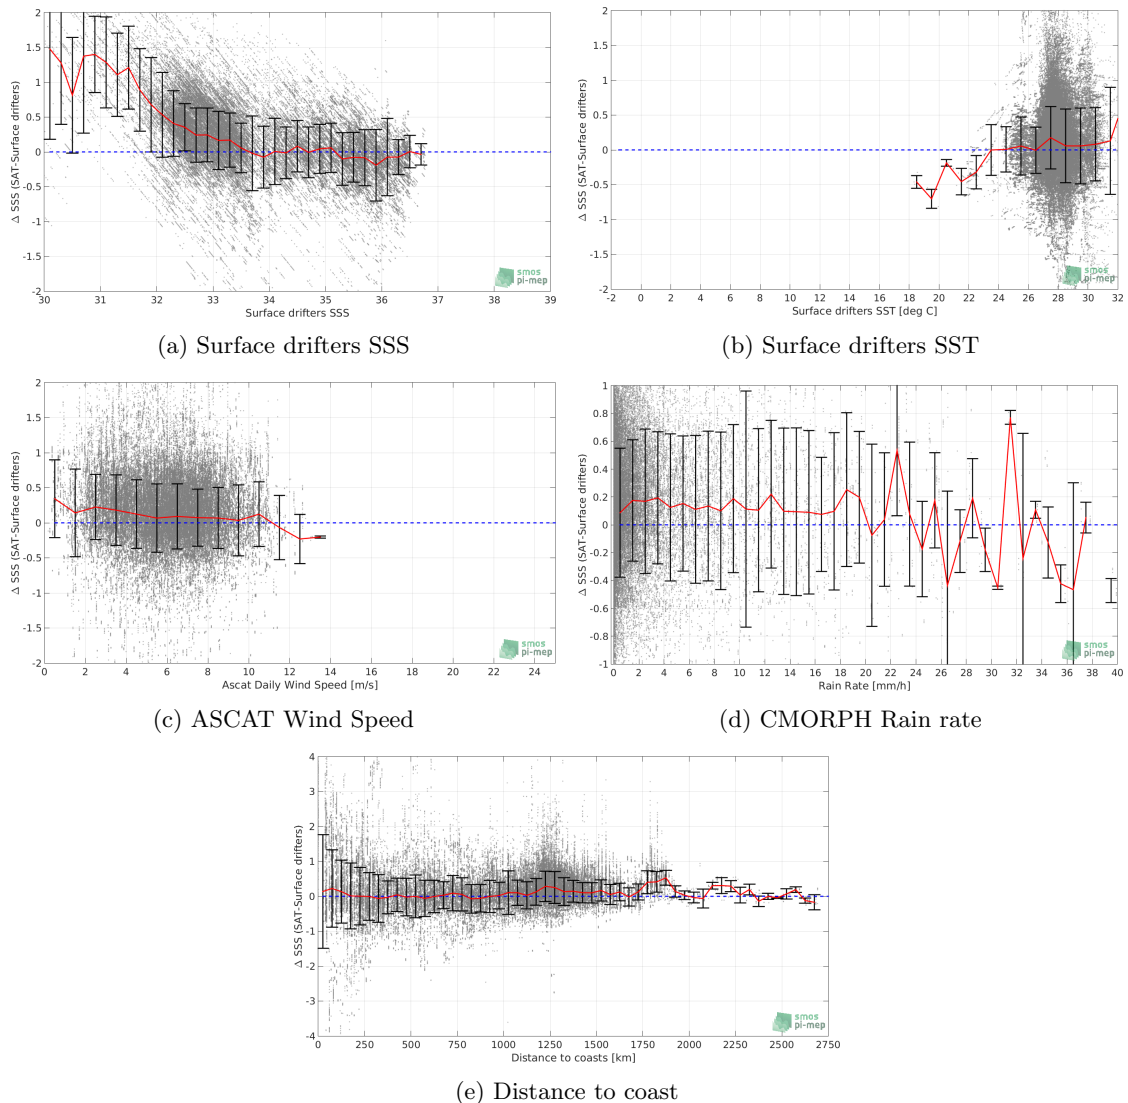 Δ SSS (SAT-Surface drifters)
2
1.5
1
0.5
0
-0.5
-1
-1.5
-2
30 31 32 33 34 35 36 37 38 39
Surface drifters SSS
smos
pi-mep
(a) Surface drifters SSS
Δ SSS (SAT-Surface drifters)
2
1.5
1
0.5
0
-0.5
-1
-1.5
-2
-2 0 2 4 6 8 10 12 14 16 18 20 22 24 26 28 30 32
Surface drifters SST [deg C]
smos
pi-mep
(b) Surface drifters SST
Δ SSS (SAT-Surface drifters)
2
1.5
1
0.5
0
-0.5
-1
-1.5
-2
0 2 4 6 8 10 12 14 16 18 20 22 24
Ascat Daily Wind Speed [m/s]
smos
pi-mep
(c) ASCAT Wind Speed
Δ SSS (SAT-Surface drifters)
1
0.8
0.6
0.4
0.2
0
-0.2
-0.4
-0.6
-0.8
-1
0 2 4 6 8 10 12 14 16 18 20 22 24 26 28 30 32 34 36 38 40
Rain Rate [mm/h]
smos
pi-mep
(d) CMORPH Rain rate
Δ SSS (SAT-Surface drifters)
4
3
2
1
0
-1
-2
-3
-4
0 250 500 750 1000 1250 1500 1750 2000 2250 2500 2750
Distance to coasts [km]
smos
pi-mep
(e) Distance to coast